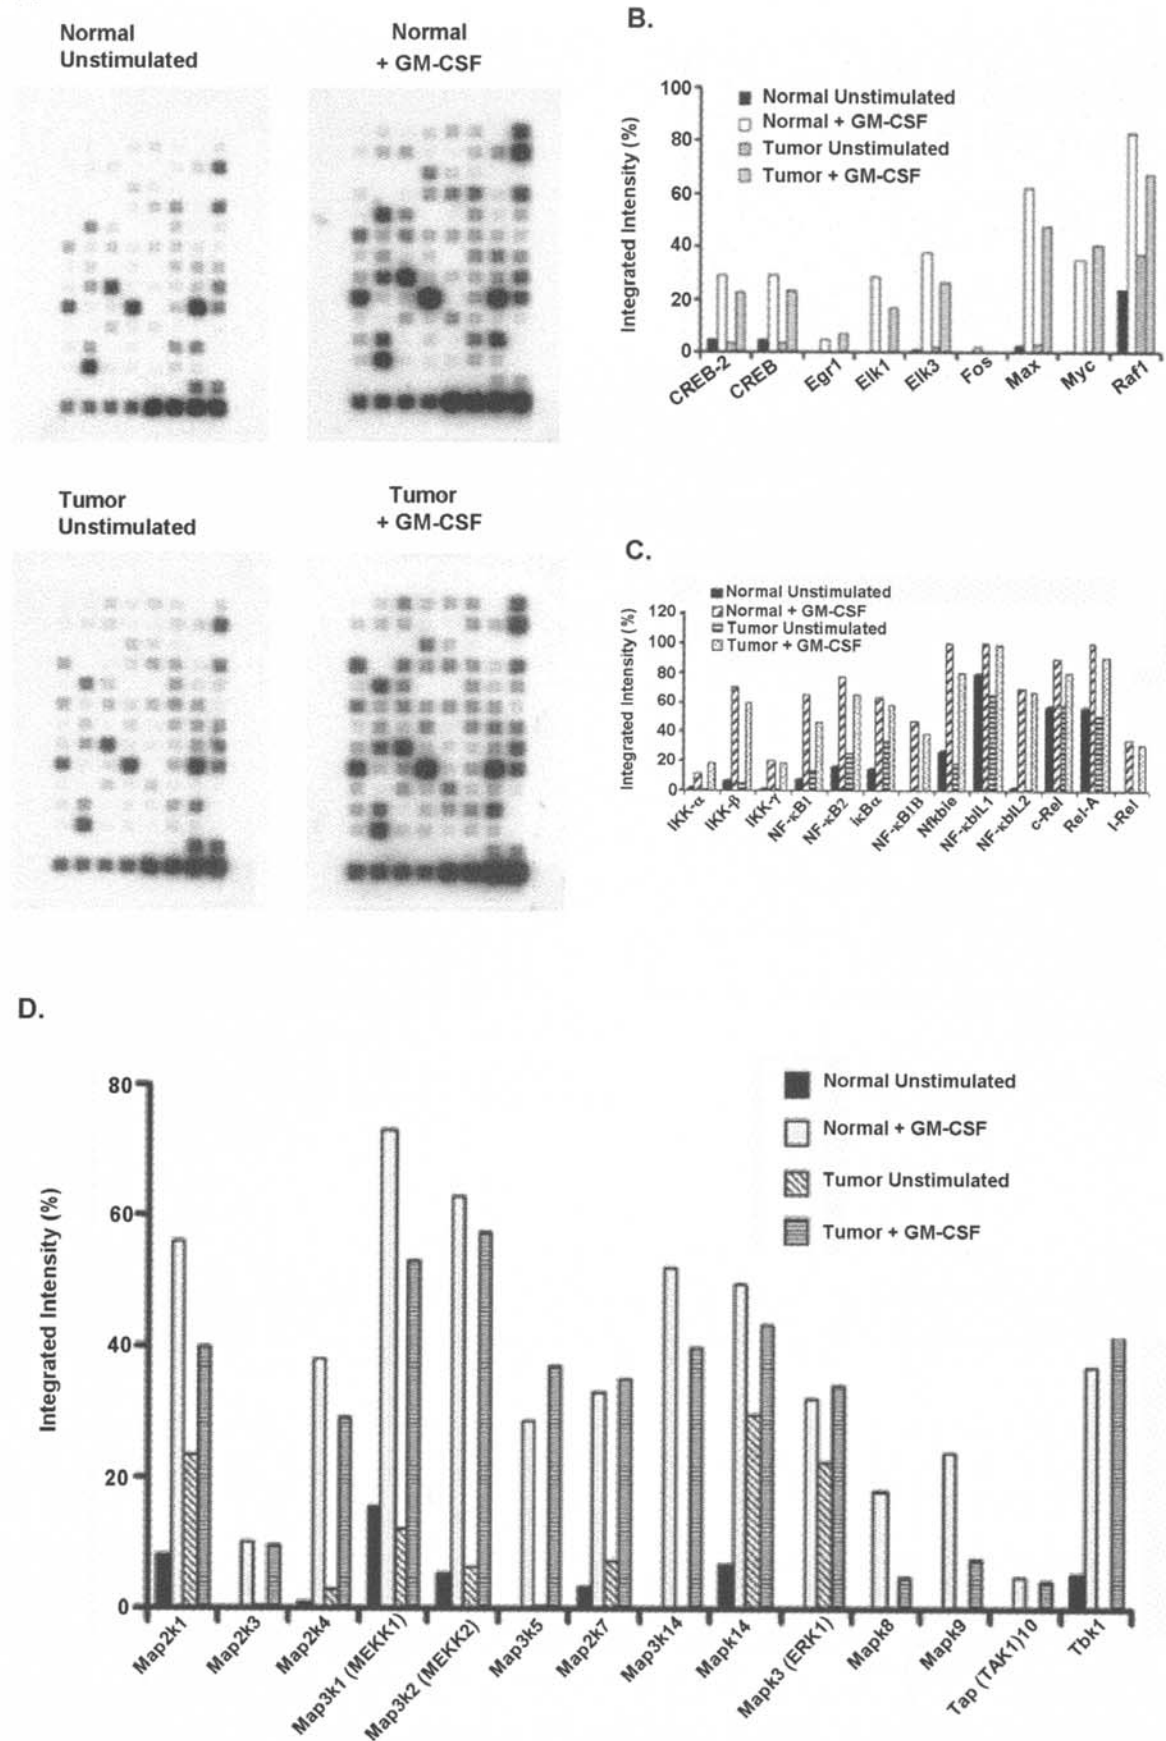 Normal
Unstimulated
Normal
+ GM-CSF
Tumor
Unstimulated
Tumor
+ GM-CSF
B.
Integrated Intensity (%)
100
80
60
40
20
0
Normal Unstimulated
Normal + GM-CSF
Tumor Unstimulated
Tumor + GM-CSF
CREB-2
CREB
Egr1
Elk1
Elk3
Fos
Max
Myc
Raf1
C.
Integrated Intensity (%)
120
100
80
60
40
20
0
Normal Unstimulated
Normal + GM-CSF
Tumor Unstimulated
Tumor + GM-CSF
IKK-α
IKK-β
IKK-γ
NF-κB1
NF-κB2
IκBα
NF-κB1B
Nfkbie
NF-κbIL1
NF-κbIL2
c-Rel
Rel-A
I-Rel
D.
Integrated Intensity (%)
80
60
40
20
0
Normal Unstimulated
Normal + GM-CSF
Tumor Unstimulated
Tumor + GM-CSF
Map2k1
Map2k3
Map2k4
Map3k1 (MEKK1)
Map3k2 (MEKK2)
Map3k5
Map2k7
Map3k14
Mapk14
Mapk3 (ERK1)
Mapk8
Mapk9
Tap (TAK1)10
Tbk1